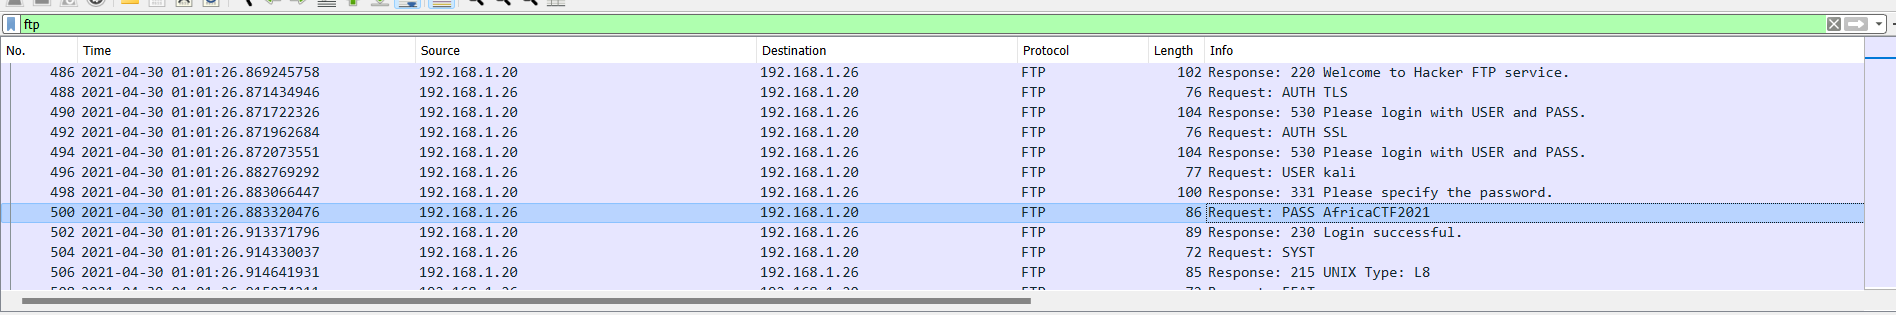 ftp
No. Time Source Destination Protocol Length Info
486 2021-04-30 01:01:26.869245758 192.168.1.20 192.168.1.26 FTP 102 Response: 220 Welcome to Hacker FTP service.
488 2021-04-30 01:01:26.871434946 192.168.1.26 192.168.1.20 FTP 76 Request: AUTH TLS
490 2021-04-30 01:01:26.871722326 192.168.1.20 192.168.1.26 FTP 104 Response: 530 Please login with USER and PASS.
492 2021-04-30 01:01:26.871962684 192.168.1.26 192.168.1.20 FTP 76 Request: AUTH SSL
494 2021-04-30 01:01:26.872073551 192.168.1.20 192.168.1.26 FTP 104 Response: 530 Please login with USER and PASS.
496 2021-04-30 01:01:26.882769292 192.168.1.26 192.168.1.20 FTP 77 Request: USER kali
498 2021-04-30 01:01:26.883066447 192.168.1.20 192.168.1.26 FTP 100 Response: 331 Please specify the password.
500 2021-04-30 01:01:26.883320476 192.168.1.26 192.168.1.20 FTP 86 Request: PASS AfricaCTF2021
502 2021-04-30 01:01:26.913371796 192.168.1.20 192.168.1.26 FTP 89 Response: 230 Login successful.
504 2021-04-30 01:01:26.914330037 192.168.1.26 192.168.1.20 FTP 72 Request: SYST
506 2021-04-30 01:01:26.914641931 192.168.1.20 192.168.1.26 FTP 85 Response: 215 UNIX Type: L8